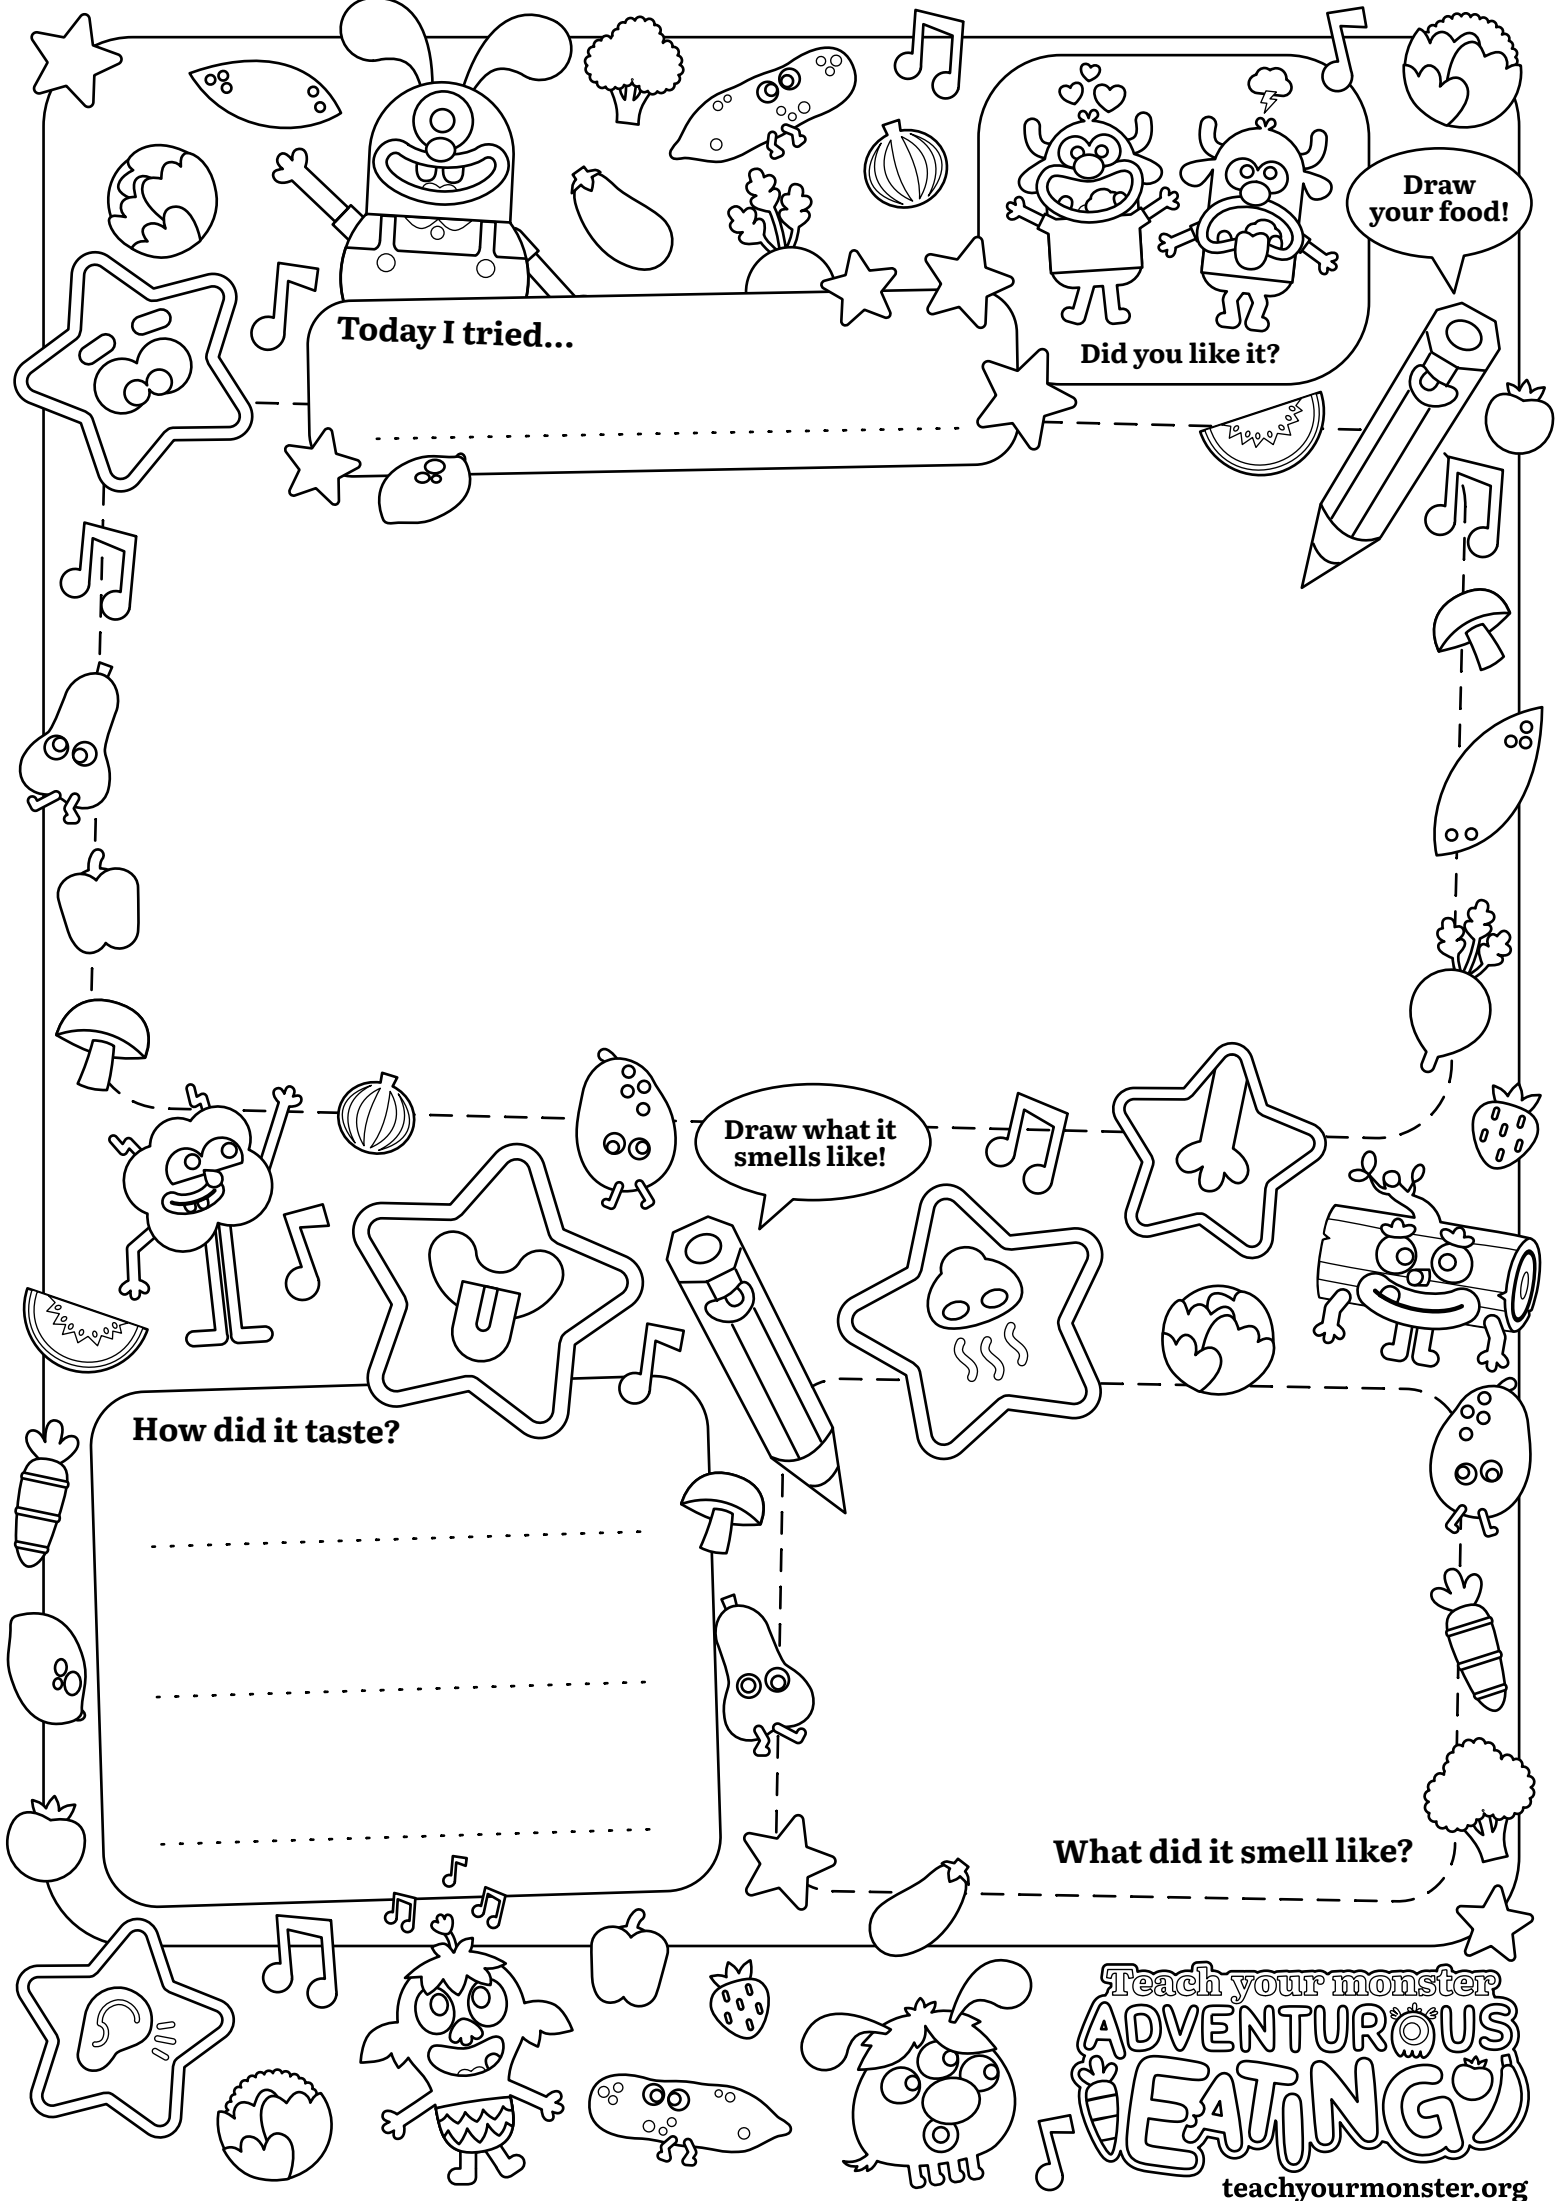 Draw
your food!
Today I tried...
Did you like it?
Draw what it
smells like!
How did it taste?
What did it smell like?
Teach your monster
ADVENTUROUS
EATING
teachyourmonster.org